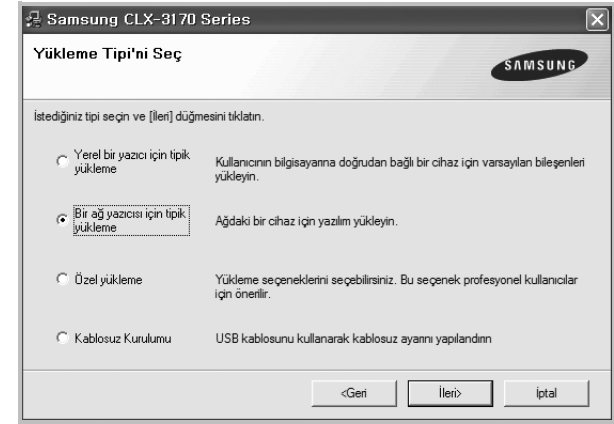 Samsung CLX-3170 Series
Yükleme Tipi'ni Seç
SAMSUNG
İstediğiniz tipi seçin ve [İleri] düğmesini tıklatın.
Yerel bir yazıcı için tipik
yükleme
Kullanıcının bilgisayarına doğrudan bağlı bir cihaz için varsayılan bileşenleri
yükleyin.
Bir ağ yazıcısı için tipik
yükleme
Ağdaki bir cihaz için yazılım yükleyin.
Özel yükleme
Yükleme seçeneklerini seçebilirsiniz. Bu seçenek profesyonel kullanıcılar
için önerilir.
Kablosuz Kurulumu
USB kablosunu kullanarak kablosuz ayarını yapılandırın
<Geri
İleri>
İptal